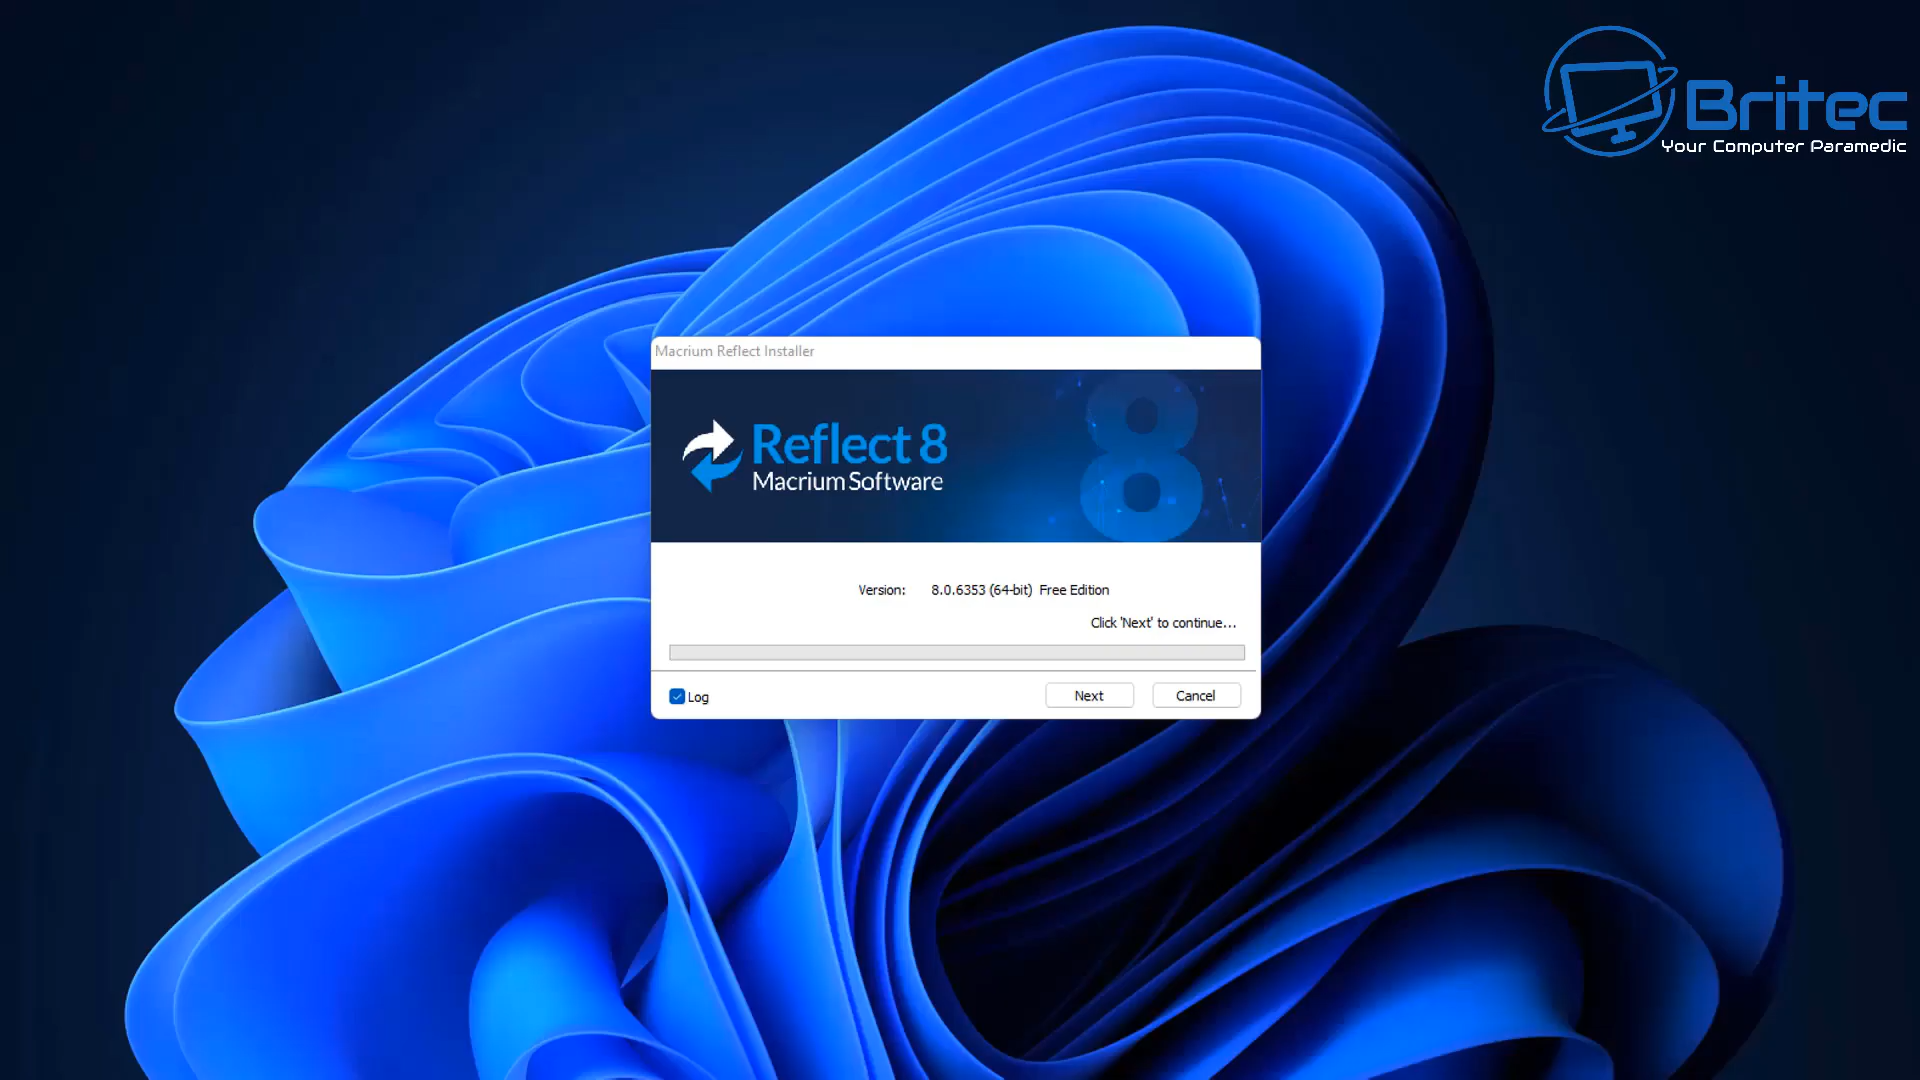 Britec
Your Computer Paramedic
Macrium Reflect Installer
Reflect 8
Macrium Software
8
Version: 8.0.6353 (64-bit) Free Edition
Click 'Next' to continue...
Log
Next
Cancel